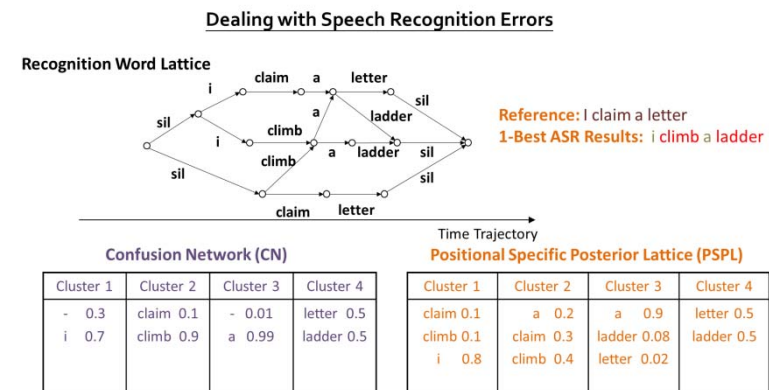 Dealing with Speech Recognition Errors
Recognition Word Lattice
claim a letter
i
sil
a
ladder
sil
sil
i
climb
a
ladder
sil
climb
sil
claim letter
sil
Reference: I claim a letter
1-Best ASR Results: i climb a ladder
Time Trajectory
Confusion Network (CN)
Cluster 1 Cluster 2 Cluster 3 Cluster 4
- 0.3 claim 0.1 - 0.01 letter 0.5
i 0.7 climb 0.9 a 0.99 ladder 0.5
Positional Specific Posterior Lattice (PSPL)
Cluster 1 Cluster 2 Cluster 3 Cluster 4
claim 0.1 a 0.2 a 0.9 letter 0.5
climb 0.1 claim 0.3 ladder 0.08 ladder 0.5
i 0.8 climb 0.4 letter 0.02